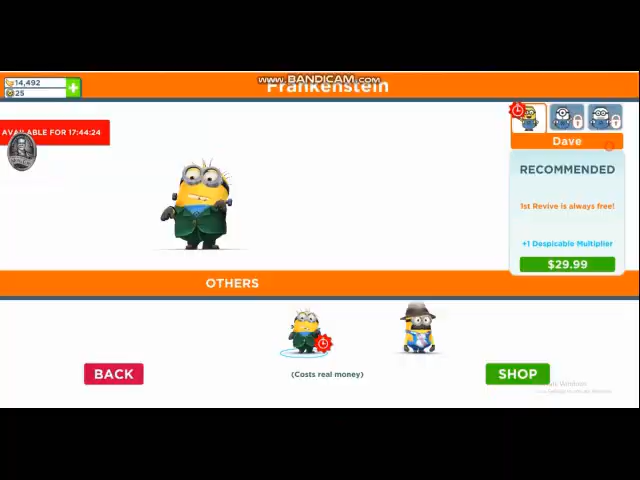 www.BANDICAM.com
Frankenstein
14,492
25
AVAILABLE FOR 17:44:24
Dave
RECOMMENDED
1st Revive is always free!
+1 Despicable Multiplier
$29.99
OTHERS
BACK
(Costs real money)
SHOP